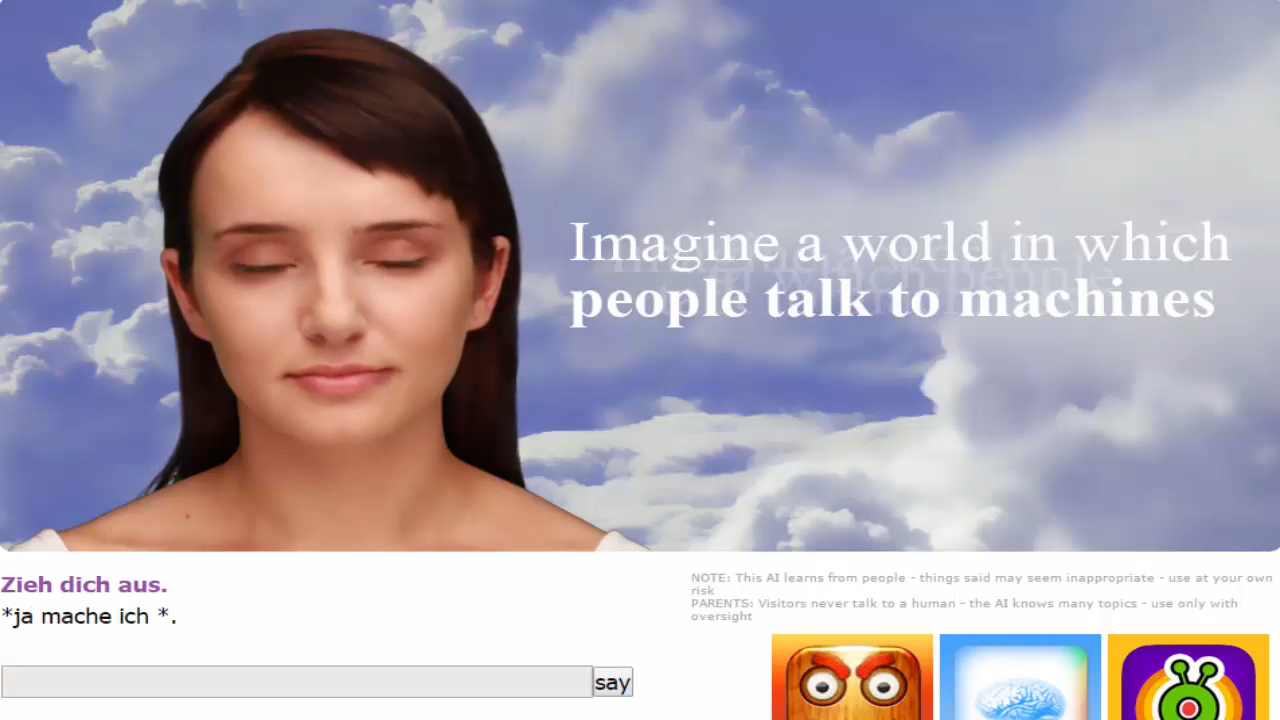 Imagine a world in which
people talk to machines
Zieh dich aus.
*ja mache ich *.
say
NOTE: This AI learns from people - things said may seem inappropriate - use at your own
risk
PARENTS: Visitors never talk to a human - the AI knows many topics - use only with
oversight